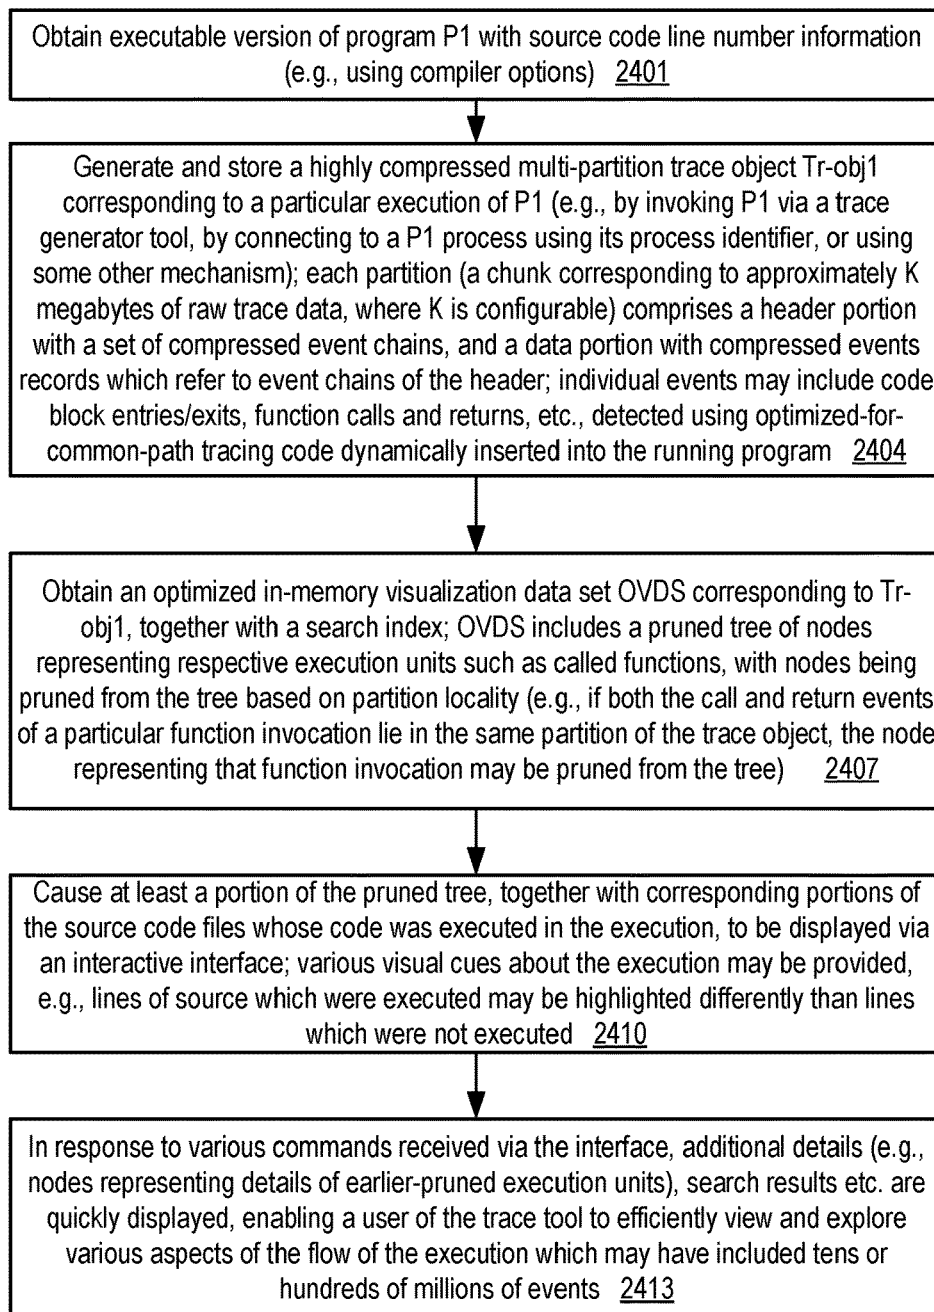 Obtain executable version of program P1 with source code line number information
(e.g., using compiler options) 2401
Generate and store a highly compressed multi-partition trace object Tr-obj1
corresponding to a particular execution of P1 (e.g., by invoking P1 via a trace
generator tool, by connecting to a P1 process using its process identifier, or using
some other mechanism); each partition (a chunk corresponding to approximately K
megabytes of raw trace data, where K is configurable) comprises a header portion
with a set of compressed event chains, and a data portion with compressed events
records which refer to event chains of the header; individual events may include code
block entries/exits, function calls and returns, etc., detected using optimized-for-
common-path tracing code dynamically inserted into the running program 2404
Obtain an optimized in-memory visualization data set OVDS corresponding to Tr-
obj1, together with a search index; OVDS includes a pruned tree of nodes
representing respective execution units such as called functions, with nodes being
pruned from the tree based on partition locality (e.g., if both the call and return events
of a particular function invocation lie in the same partition of the trace object, the node
representing that function invocation may be pruned from the tree) 2407
Cause at least a portion of the pruned tree, together with corresponding portions of
the source code files whose code was executed in the execution, to be displayed via
an interactive interface; various visual cues about the execution may be provided,
e.g., lines of source which were executed may be highlighted differently than lines
which were not executed 2410
In response to various commands received via the interface, additional details (e.g.,
nodes representing details of earlier-pruned execution units), search results etc. are
quickly displayed, enabling a user of the trace tool to efficiently view and explore
various aspects of the flow of the execution which may have included tens or
hundreds of millions of events 2413